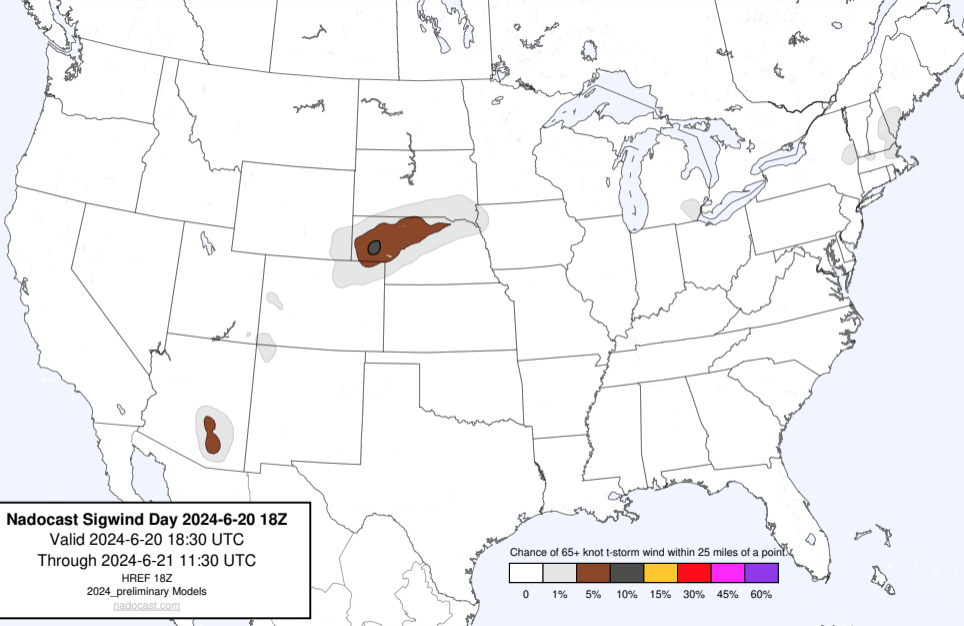 Nadocast Sigwind Day 2024-6-20 18Z
Valid 2024-6-20 18:30 UTC
Through 2024-6-21 11:30 UTC
HREF 18Z
2024_preliminary Models
nadocast.com
Chance of 65+ knot t-storm wind within 25 miles of a point.
0 1% 5% 10% 15% 30% 45% 60%